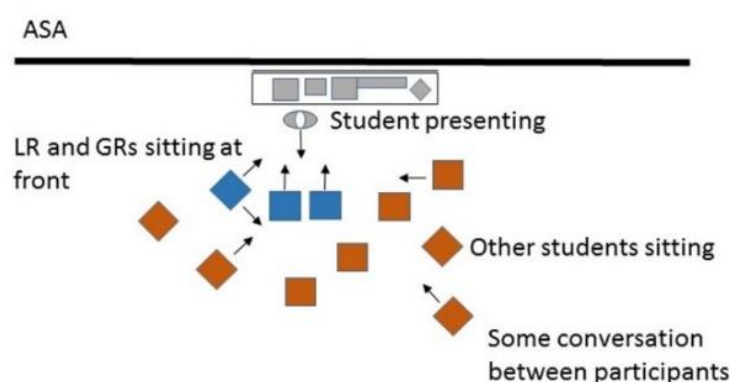 ASA
Student presenting
LR and GRs sitting at
front
Other students sitting
Some conversation
between participants